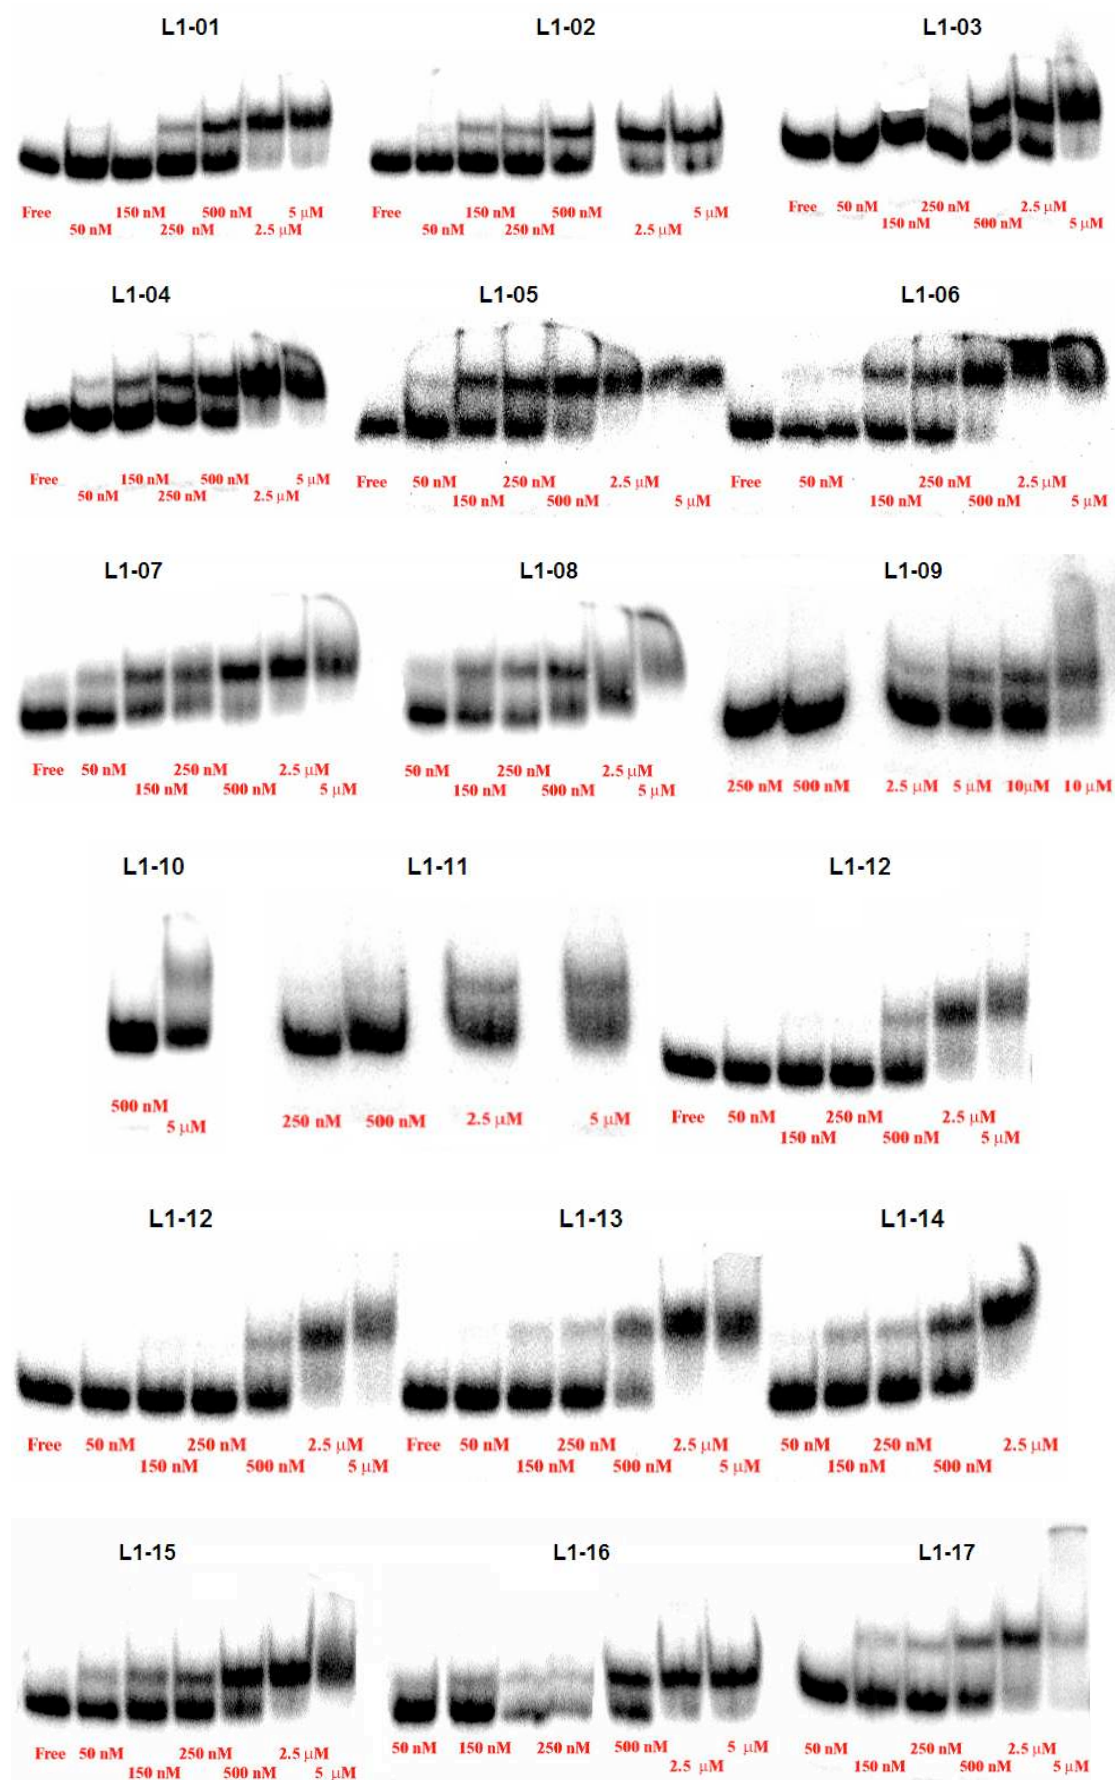 L1-01 L1-02 L1-03
Free 150 nM 500 nM 5 μM Free 150 nM 500 nM 5 μM Free 50 nM 250 nM 2.5 μM
50 nM 250 nM 2.5 μM 50 nM 250 nM 2.5 μM 150 nM 500 nM 5 μM
L1-04 L1-05 L1-06
Free 150 nM 500 nM 5 μM Free 50 nM 250 nM 2.5 μM Free 50 nM 250 nM 2.5 μM
50 nM 250 nM 2.5 μM 150 nM 500 nM 5 μM 150 nM 500 nM 5 μM
L1-07 L1-08 L1-09
Free 50 nM 250 nM 2.5 μM 50 nM 250 nM 2.5 μM 250 nM 500 nM 2.5 μM 5 μM 10μM 10 μM
150 nM 500 nM 5 μM 150 nM 500 nM 5 μM
L1-10 L1-11 L1-12
500 nM 250 nM 500 nM 2.5 μM 5 μM Free 50 nM 250 nM 2.5 μM
5 μM 150 nM 500 nM 5 μM
L1-12 L1-13 L1-14
Free 50 nM 250 nM 2.5 μM Free 50 nM 250 nM 2.5 μM 50 nM 250 nM 2.5 μM
150 nM 500 nM 5 μM 150 nM 500 nM 5 μM 150 nM 500 nM
L1-15 L1-16 L1-17
Free 50 nM 250 nM 2.5 μM 50 nM 150 nM 250 nM 500 nM 5 μM 50 nM 250 nM 2.5 μM
150 nM 500 nM 5 μM 2.5 μM 150 nM 500 nM 5 μM